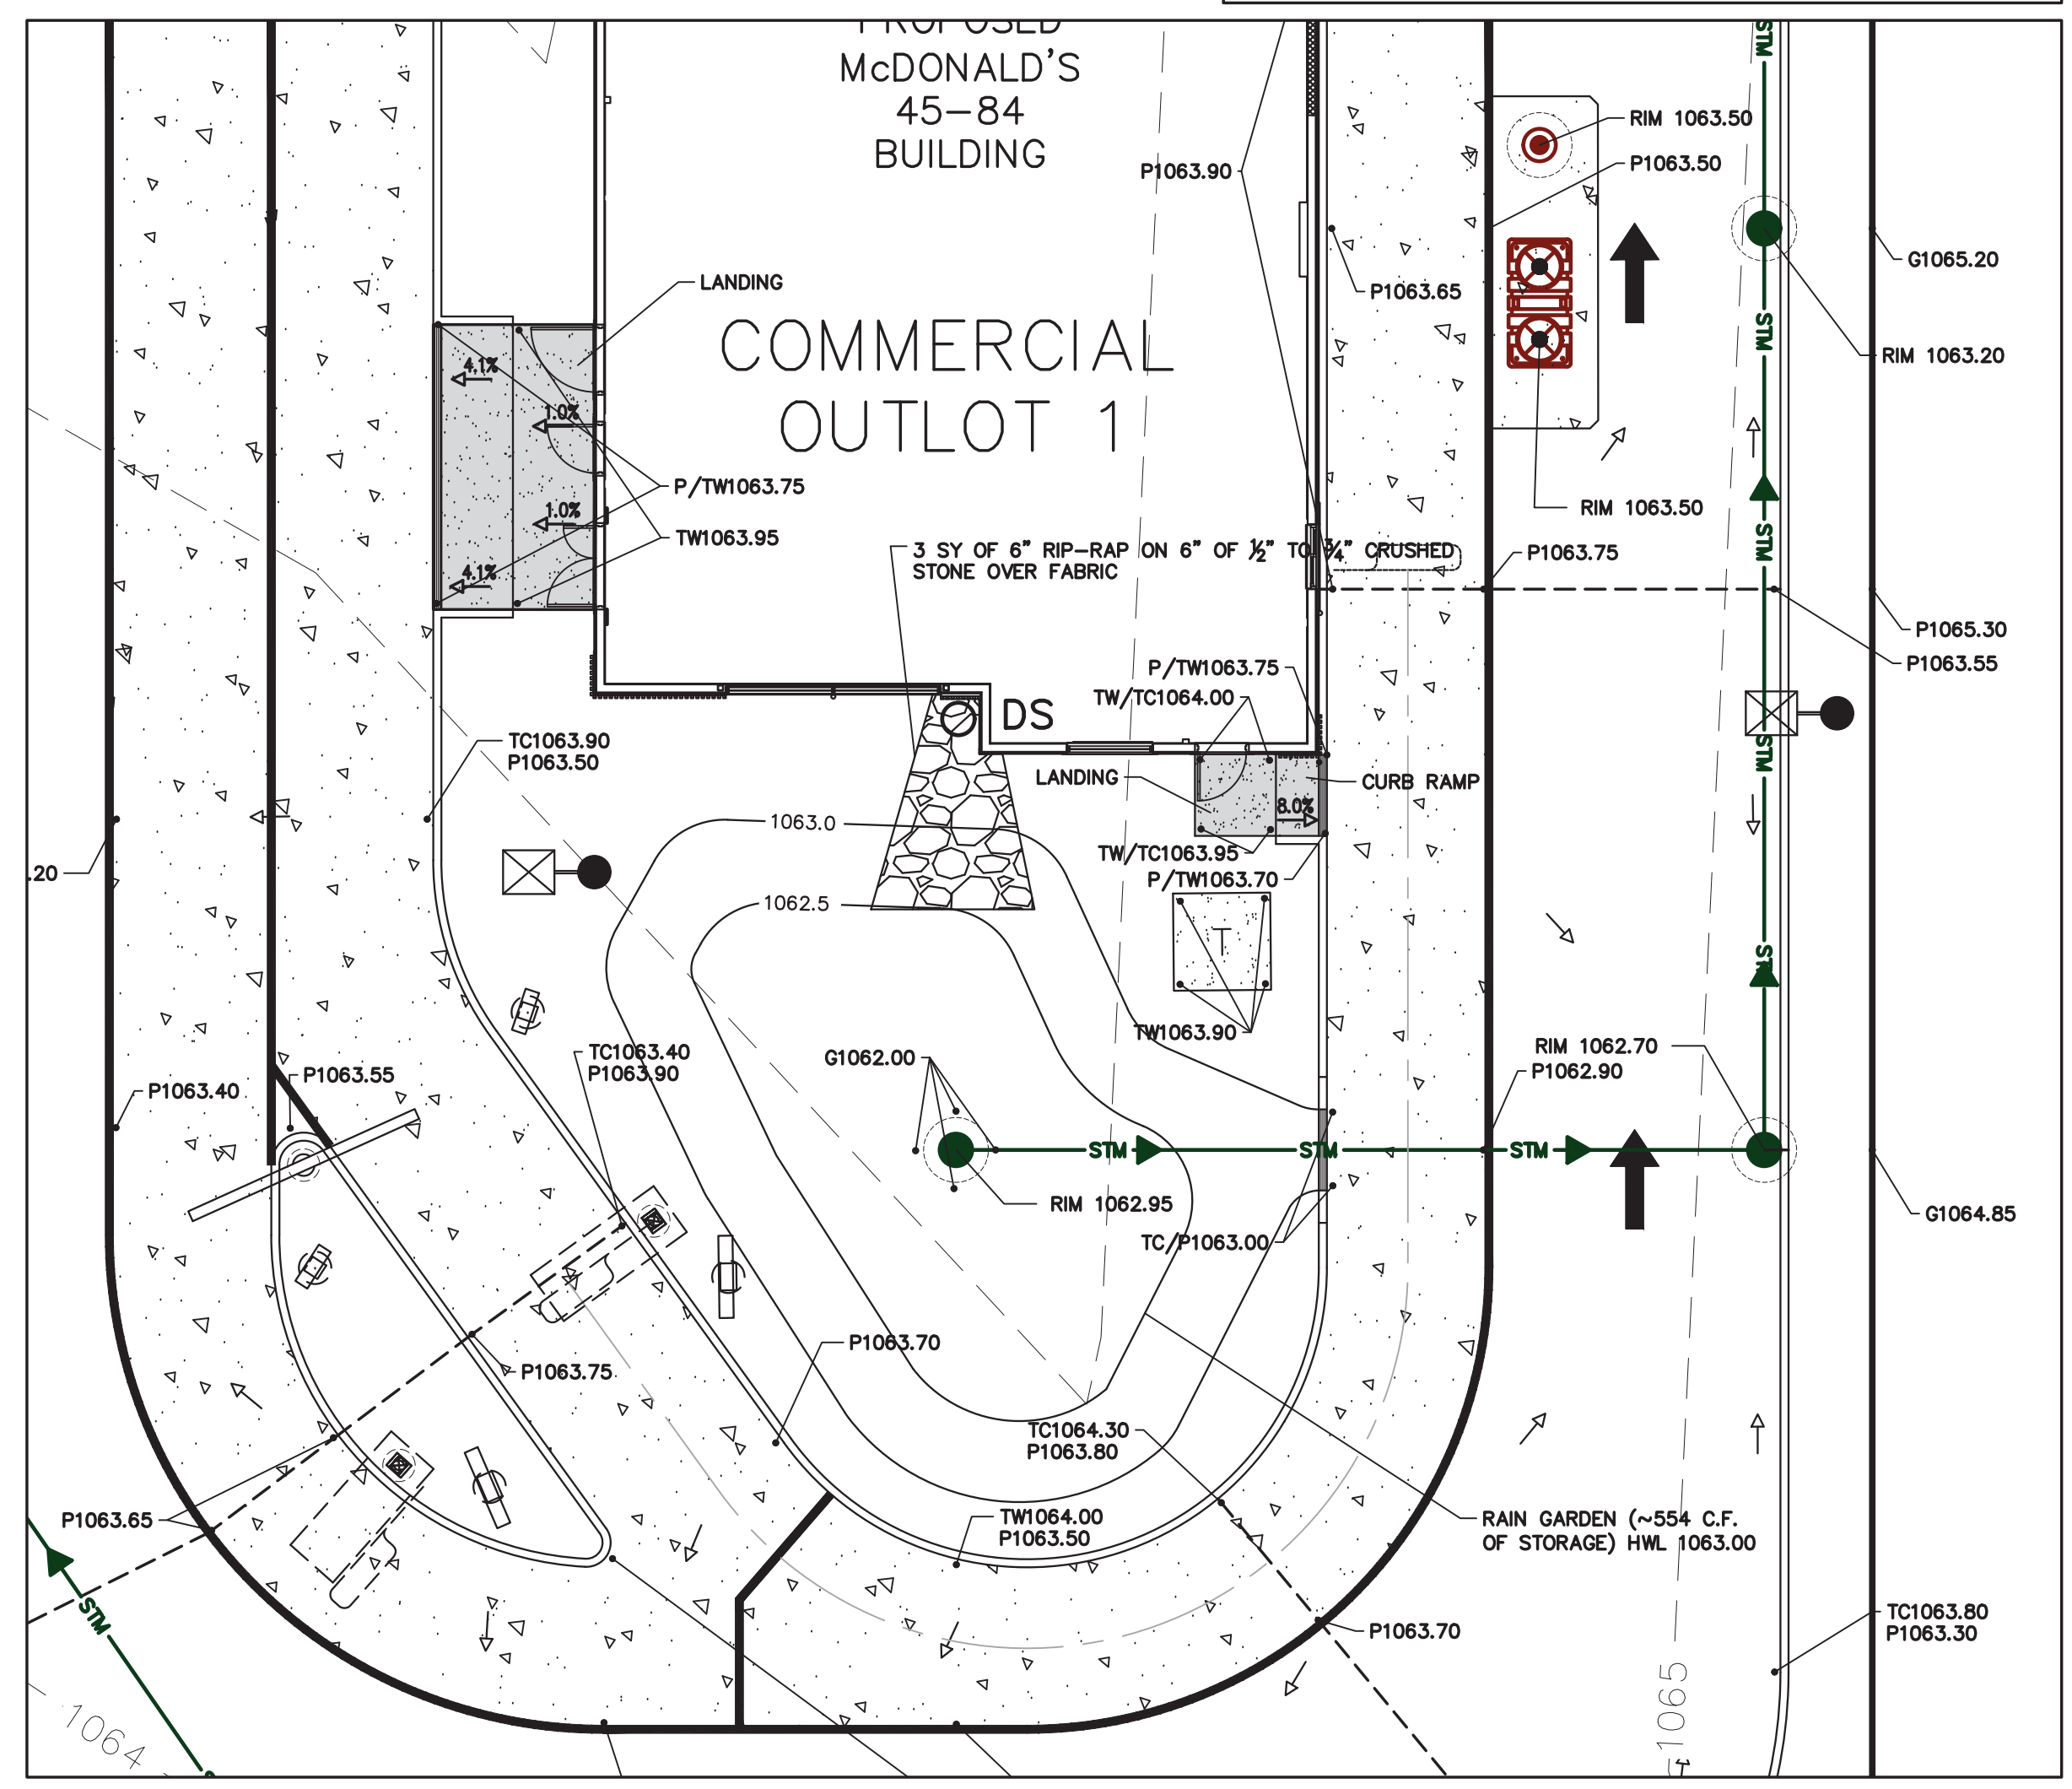 PROPOSED
McDONALD'S
45-84
BUILDING
STM
RIM 1063.50
P1063.50
P1063.90
G1065.20
LANDING
P1063.65
STM
RIM 1063.20
COMMERCIAL
OUTLOT 1
4.1%
1.0%
P/TW1063.75
RIM 1063.50
1.0%
TW1063.95
STM
3 SY OF 6" RIP-RAP ON 6" OF ½" TO ¾" CRUSHED
STONE OVER FABRIC
P1063.75
4.1%
P1065.30
P/TW1063.75
P1063.55
TW/TC1064.00
DS
TC1063.90
P1063.50
STM
LANDING
CURB RAMP
8.0%
1063.0
TW/TC1063.95
.20
P/TW1063.70
1062.5
T
STM
TW1063.90
RIM 1062.70
TC1063.40
P1063.90
G1062.00
P1062.90
P1063.55
P1063.40
STM
STM
STM
RIM 1062.95
G1064.85
TC/P1063.00
P1063.70
P1063.75
TC1064.30
P1063.80
P1063.65
TW1064.00
P1063.50
RAIN GARDEN (~554 C.F.
OF STORAGE) HWL 1063.00
STM
TC1063.80
P1063.30
P1063.70
1065
1064